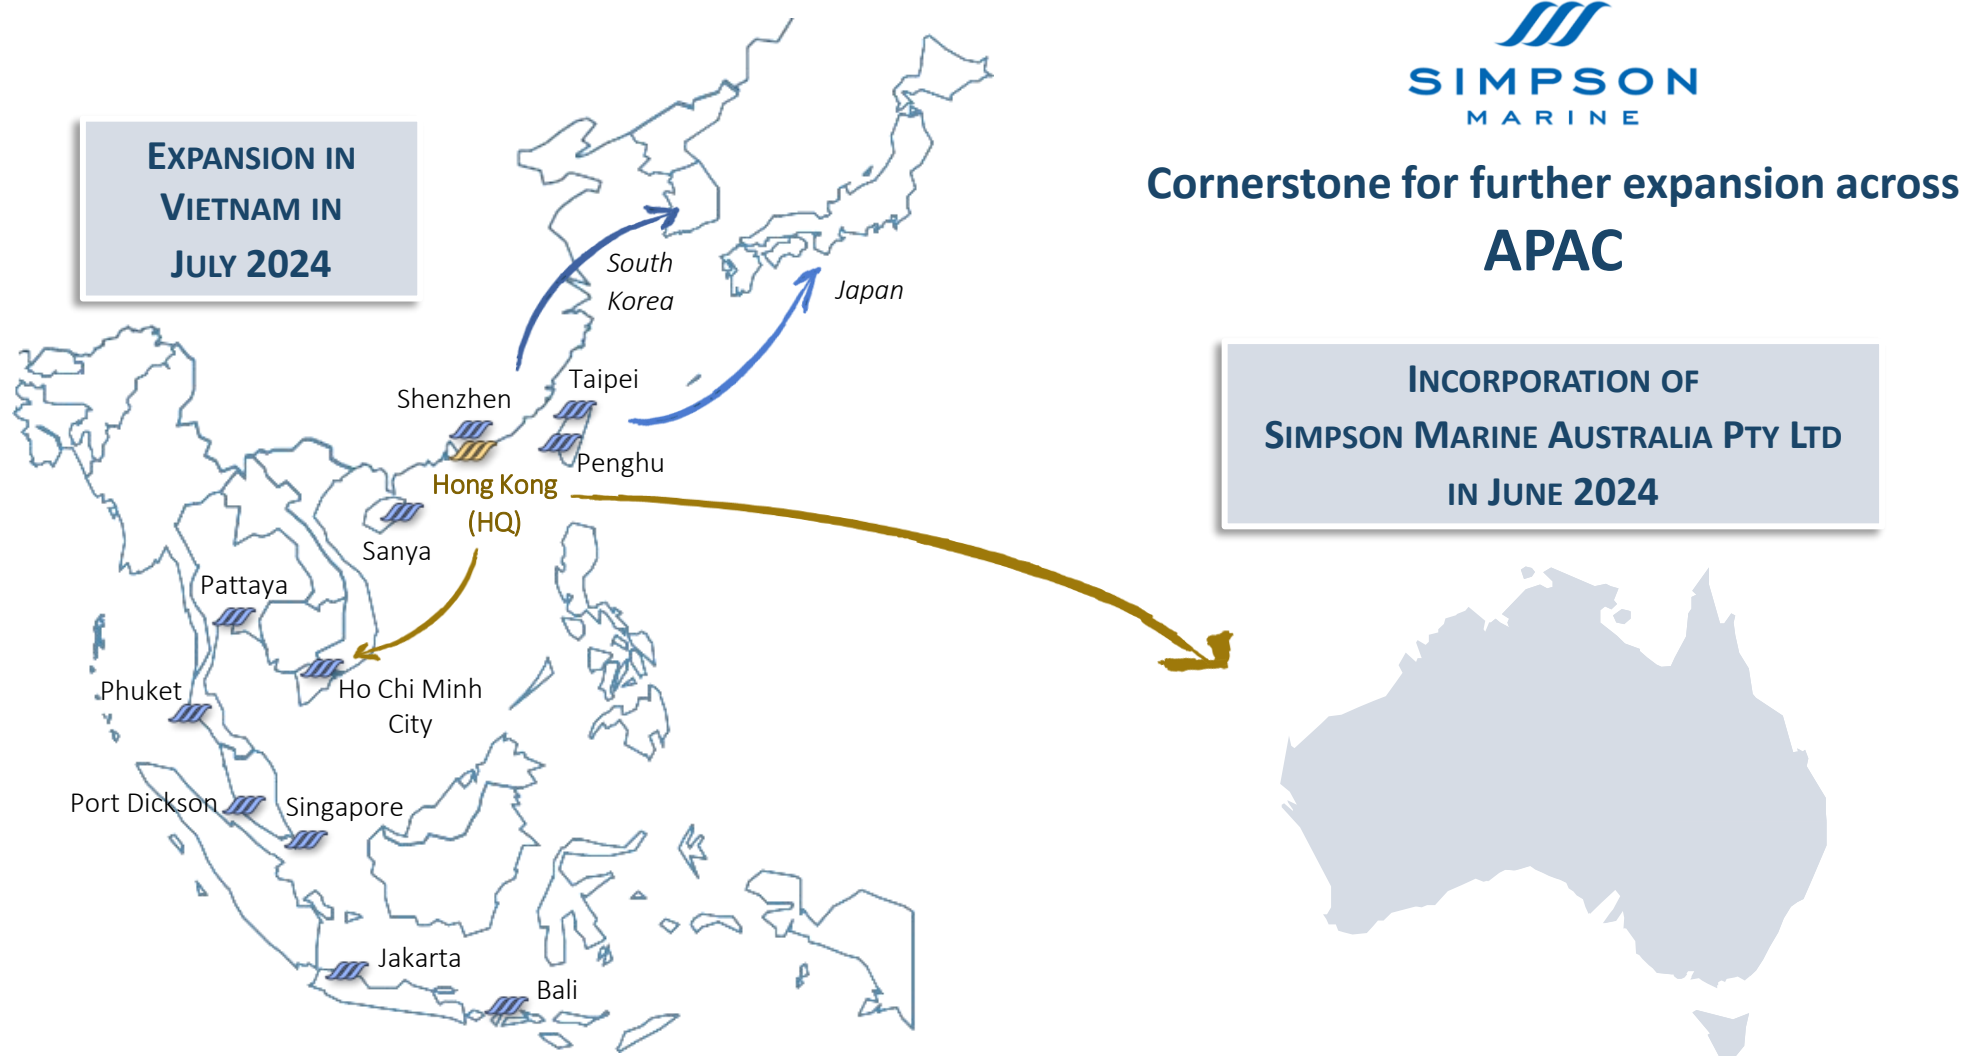 SIMPSON
MARINE
Cornerstone for further expansion across
APAC
EXPANSION IN
VIETNAM IN
JULY 2024
INCORPORATION OF
SIMPSON MARINE AUSTRALIA PTY LTD
IN JUNE 2024
South
Korea
Japan
Taipei
Shenzhen
Penghu
Hong Kong
(HQ)
Sanya
Pattaya
Phuket
Ho Chi Minh
City
Port Dickson
Singapore
Jakarta
Bali